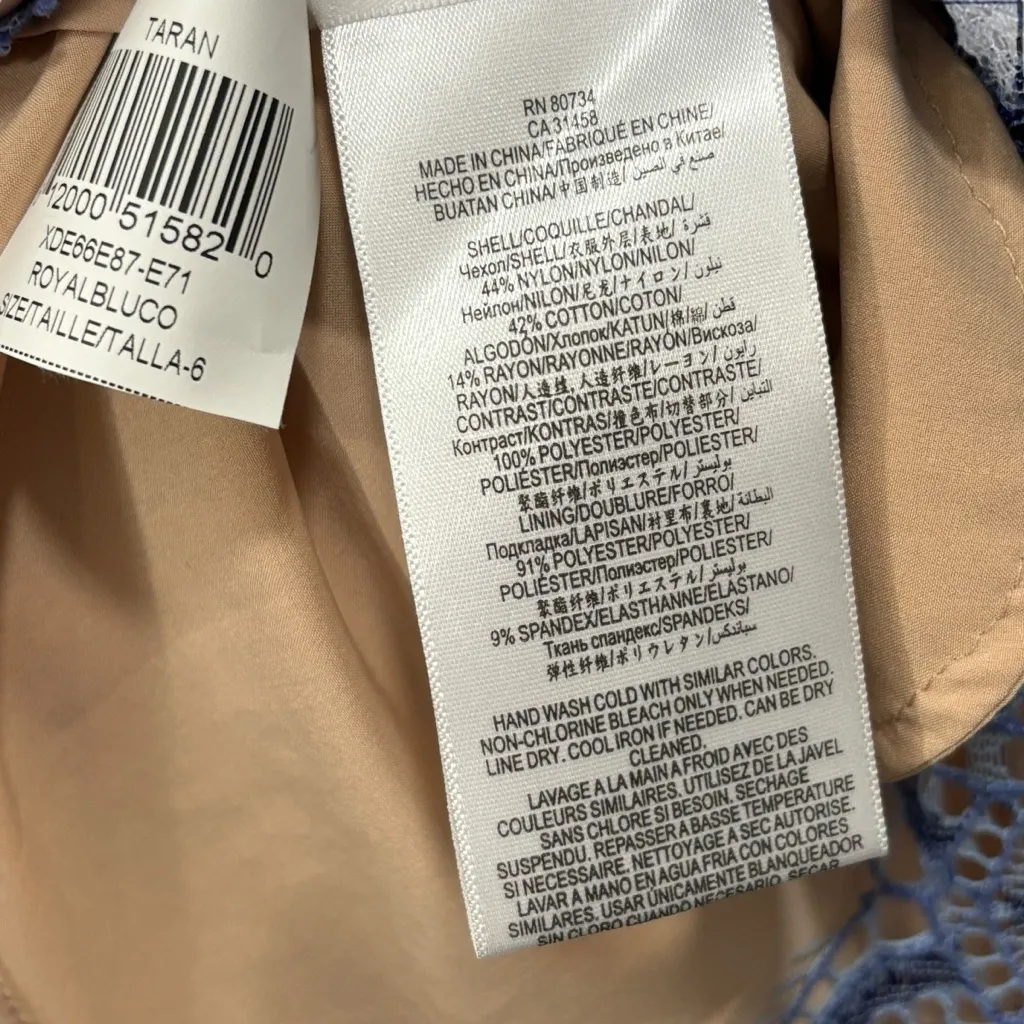 TARAN
12000 51582 0
XDE66E87-E71
ROYALBLUCO
SIZE/TAILLE/TALLA-6
RN 80734
CA 31458
MADE IN CHINA/FABRIQUÉ EN CHINE/
HECHO EN CHINA/Произведено в Китае/
BUATAN CHINA/中国制造/ صنع في الصين
SHELL/COQUILLE/CHANDAL/
Чехол/SHELL/衣服外层/表地/ قشرة
44% NYLON/NYLON/NILON/
Нейлон/NILON/尼龙/ナイロン/ نيلون
42% COTTON/COTON/
ALGODÓN/Хлопок/KATUN/棉/綿/ قطن
14% RAYON/RAYONNE/RAYÓN/Вискоза/
RAYON/人造丝, 人造纤维/レーヨン/ رايون
CONTRAST/CONTRASTE/CONTRASTE/
Контраст/KONTRAS/撞色布/切替部分/ التباين
100% POLYESTER/POLYESTER/
POLIÉSTER/Полиэстер/POLIESTER/
聚酯纤维/ポリエステル/ بوليستر
LINING/DOUBLURE/FORRO/
Подкладка/LAPISAN/衬里布/裏地/ البطانة
91% POLYESTER/POLYESTER/
POLIÉSTER/Полиэстер/POLIESTER/
聚酯纤维/ポリエステル/ بوليستر
9% SPANDEX/ELASTHANNE/ELASTANO/
Ткань спандекс/SPANDEKS/
弹性纤维/ポリウレタン/ سباندكس
HAND WASH COLD WITH SIMILAR COLORS.
NON-CHLORINE BLEACH ONLY WHEN NEEDED.
LINE DRY. COOL IRON IF NEEDED. CAN BE DRY
CLEANED.
LAVAGE A LA MAIN A FROID AVEC DES
COULEURS SIMILAIRES. UTILISEZ DE LA JAVEL
SANS CHLORE SI BESOIN. SECHAGE
SUSPENDU. REPASSER A BASSE TEMPERATURE
SI NECESSAIRE. NETTOYAGE A SEC AUTORISE.
LAVAR A MANO EN AGUA FRIA CON COLORES
SIMILARES. USAR ÚNICAMENTE BLANQUEADOR
SIN CLORO CUANDO NECESARIO. SECAR